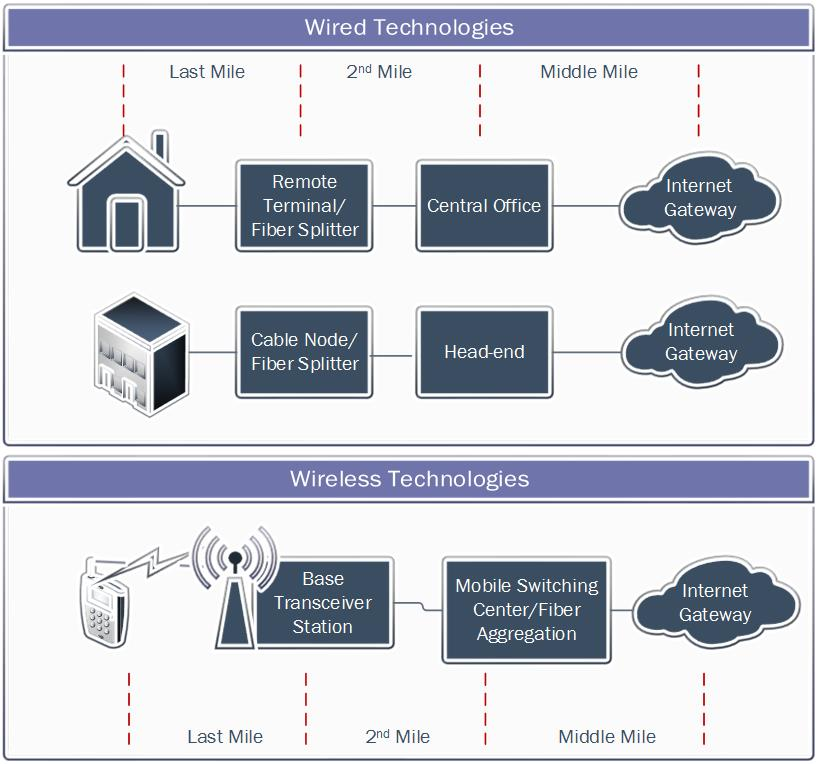 Wired Technologies
Last Mile
2nd Mile
Middle Mile
Remote
Terminal/
Fiber Splitter
Central Office
Internet
Gateway
Cable Node/
Fiber Splitter
Head-end
Internet
Gateway
Wireless Technologies
Base
Transceiver
Station
Mobile Switching
Center/Fiber
Aggregation
Internet
Gateway
Last Mile
2nd Mile
Middle Mile